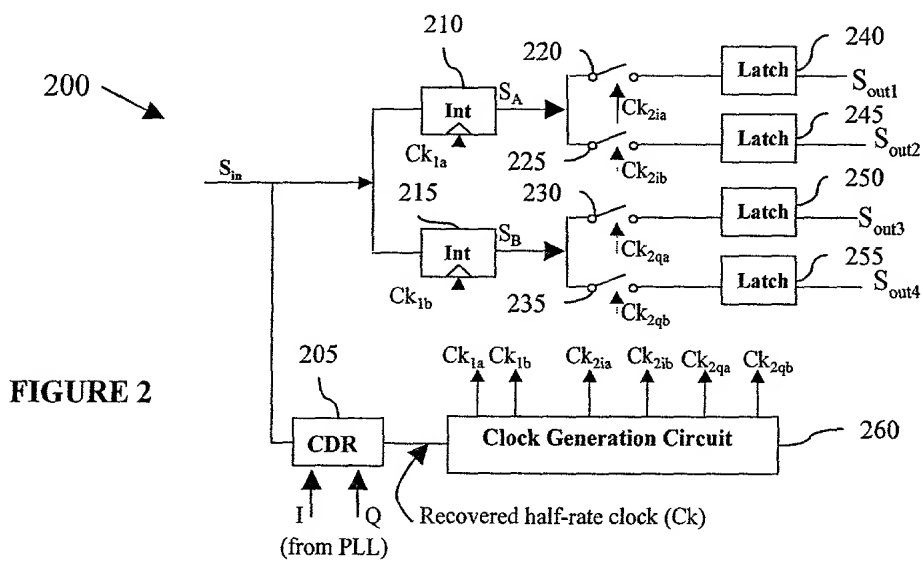 210
220
240
200
S_A
Latch
S_out1
Int
Ck_2ia
245
Ck_1a
225
Latch
S_out2
S_in
Ck_2ib
215
230
250
S_B
Latch
S_out3
Int
Ck_2qa
255
Ck_1b
235
Latch
S_out4
Ck_2qb
205
Ck_1a Ck_1b Ck_2ia Ck_2ib Ck_2qa Ck_2qb
FIGURE 2
CDR
Clock Generation Circuit
260
I Q
Recovered half-rate clock (Ck)
(from PLL)